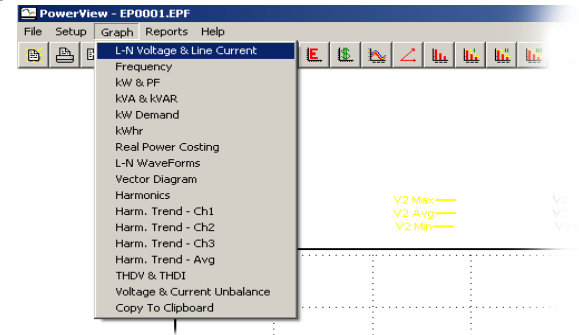 PowerView - EP0001.EPF
File Setup Graph Reports Help
L-N Voltage & Line Current
Frequency
kW & PF
kVA & kVAR
kW Demand
kWhr
Real Power Costing
L-N WaveForms
Vector Diagram
Harmonics
Harm. Trend - Ch1
Harm. Trend - Ch2
Harm. Trend - Ch3
Harm. Trend - Avg
THDV & THDI
Voltage & Current Unbalance
Copy To Clipboard
V2 Max
V2 Avg
V2 Min